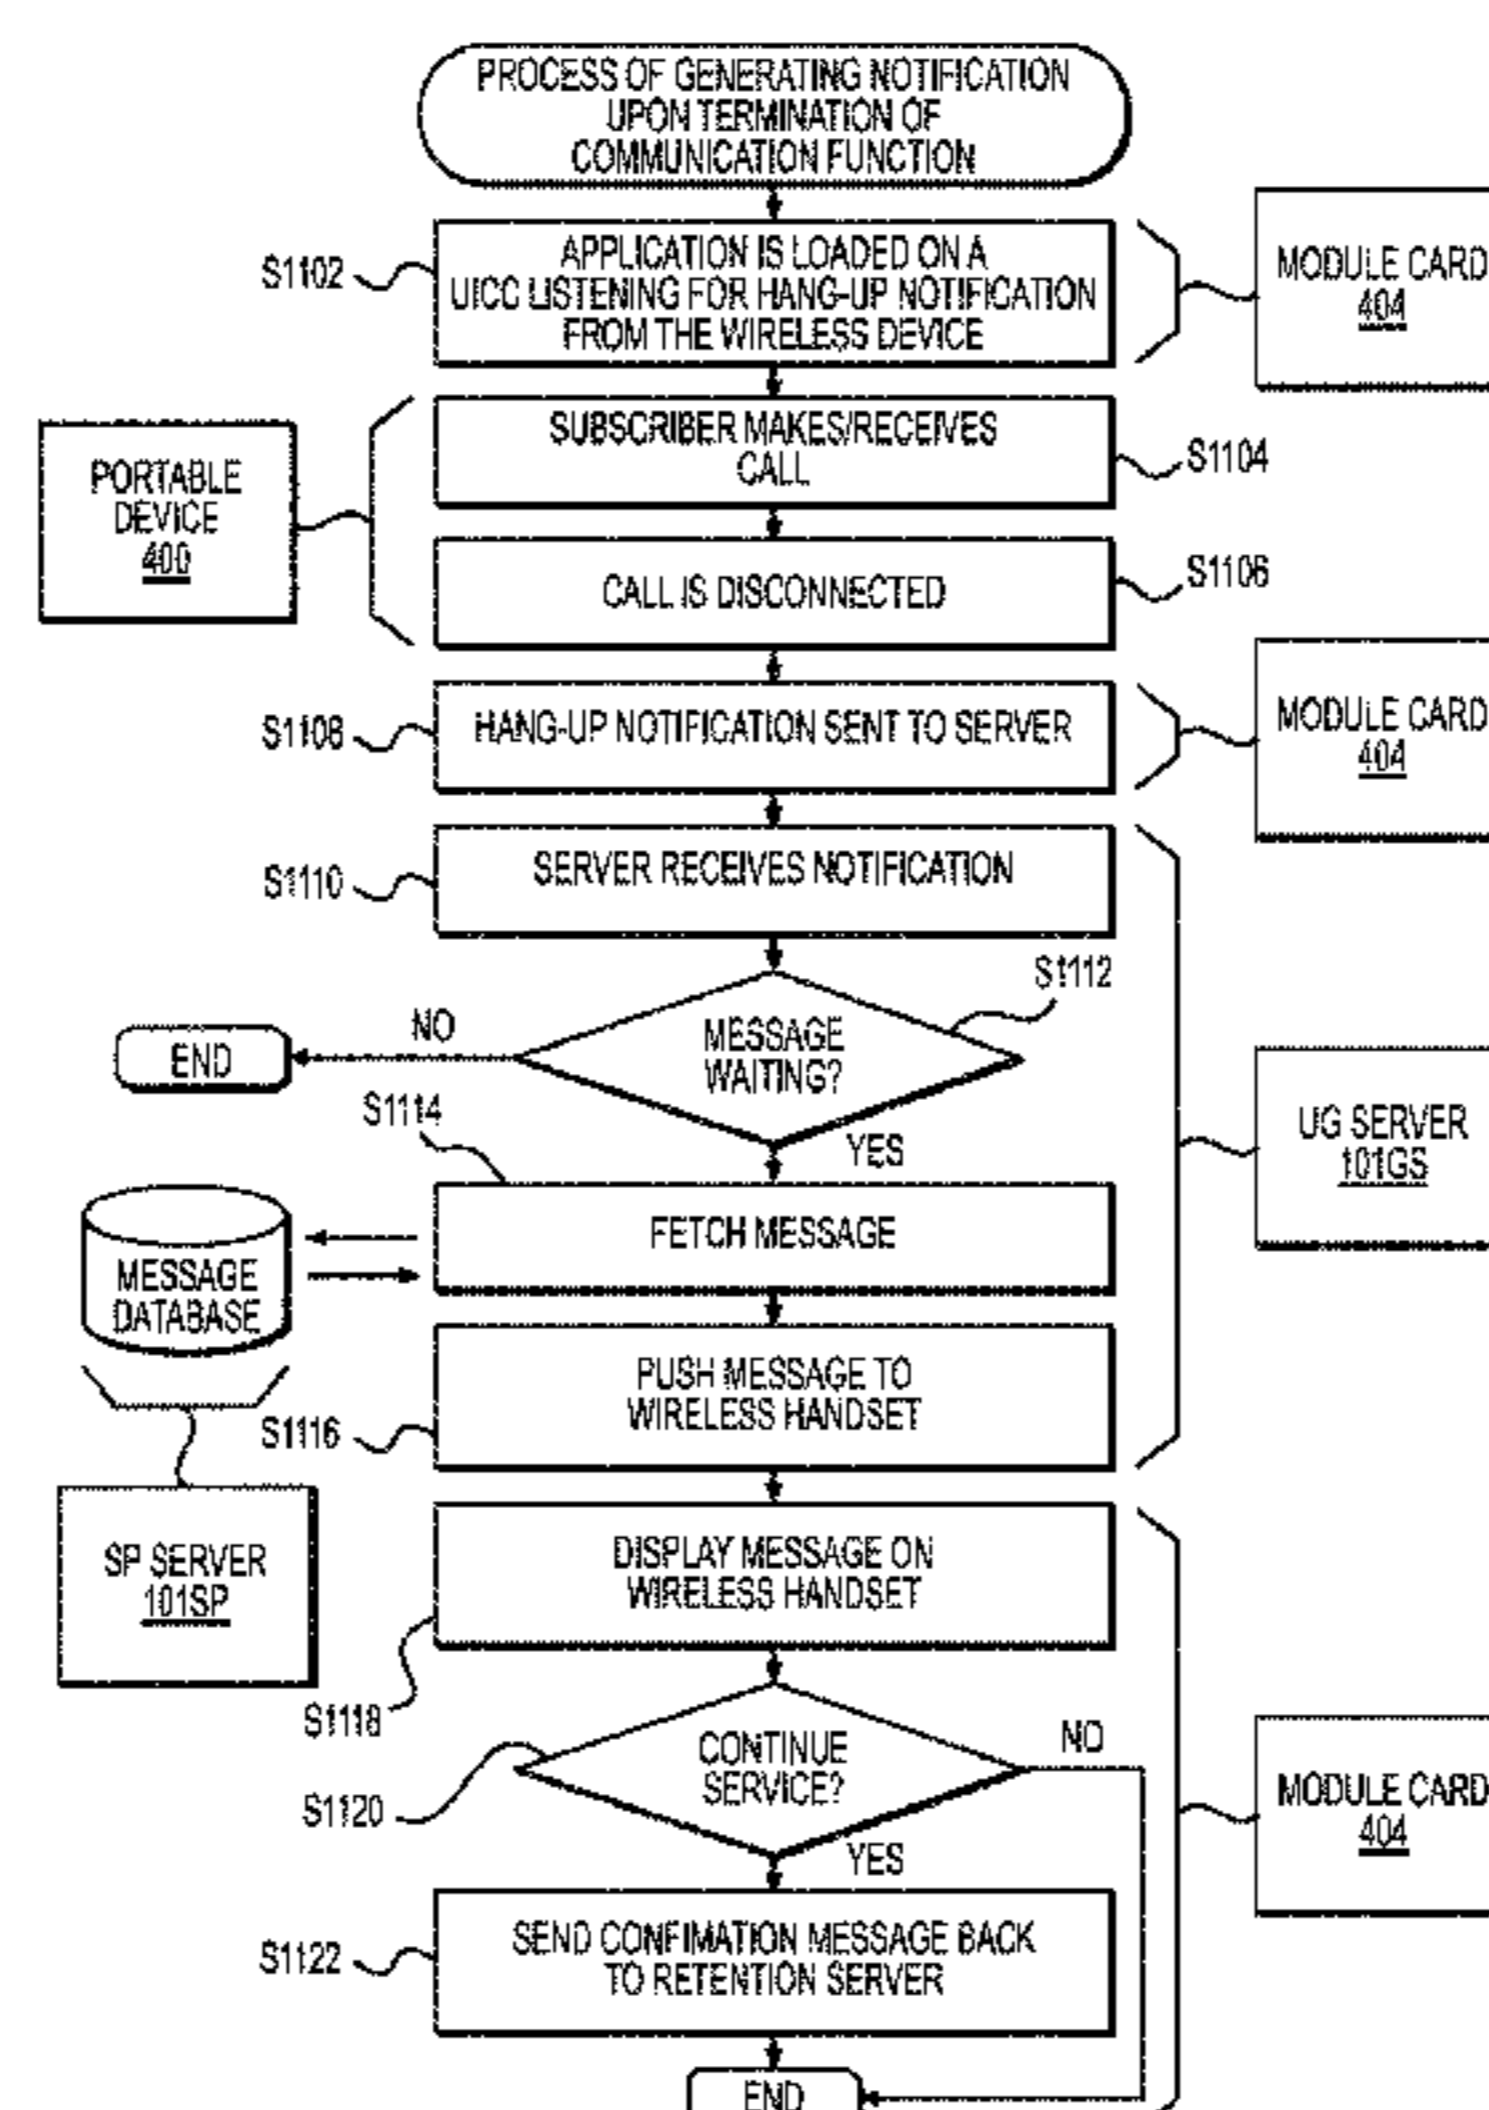 PROCESS OF GENERATING NOTIFICATION
UPON TERMINATION OF
COMMUNICATION FUNCTION
S1102
APPLICATION IS LOADED ON A
UICC LISTENING FOR HANG-UP NOTIFICATION
FROM THE WIRELESS DEVICE
MODULE CARD
404
PORTABLE
DEVICE
400
SUBSCRIBER MAKES/RECEIVES
CALL
S1104
CALL IS DISCONNECTED
S1106
S1108
HANG-UP NOTIFICATION SENT TO SERVER
MODULE CARD
404
S1110
SERVER RECEIVES NOTIFICATION
S1112
MESSAGE
WAITING?
NO
END
YES
S1114
FETCH MESSAGE
UG SERVER
101GS
MESSAGE
DATABASE
PUSH MESSAGE TO
WIRELESS HANDSET
S1116
SP SERVER
101SP
DISPLAY MESSAGE ON
WIRELESS HANDSET
S1118
CONTINUE
SERVICE?
NO
S1120
YES
MODULE CARD
404
SEND CONFIMATION MESSAGE BACK
TO RETENTION SERVER
S1122
END